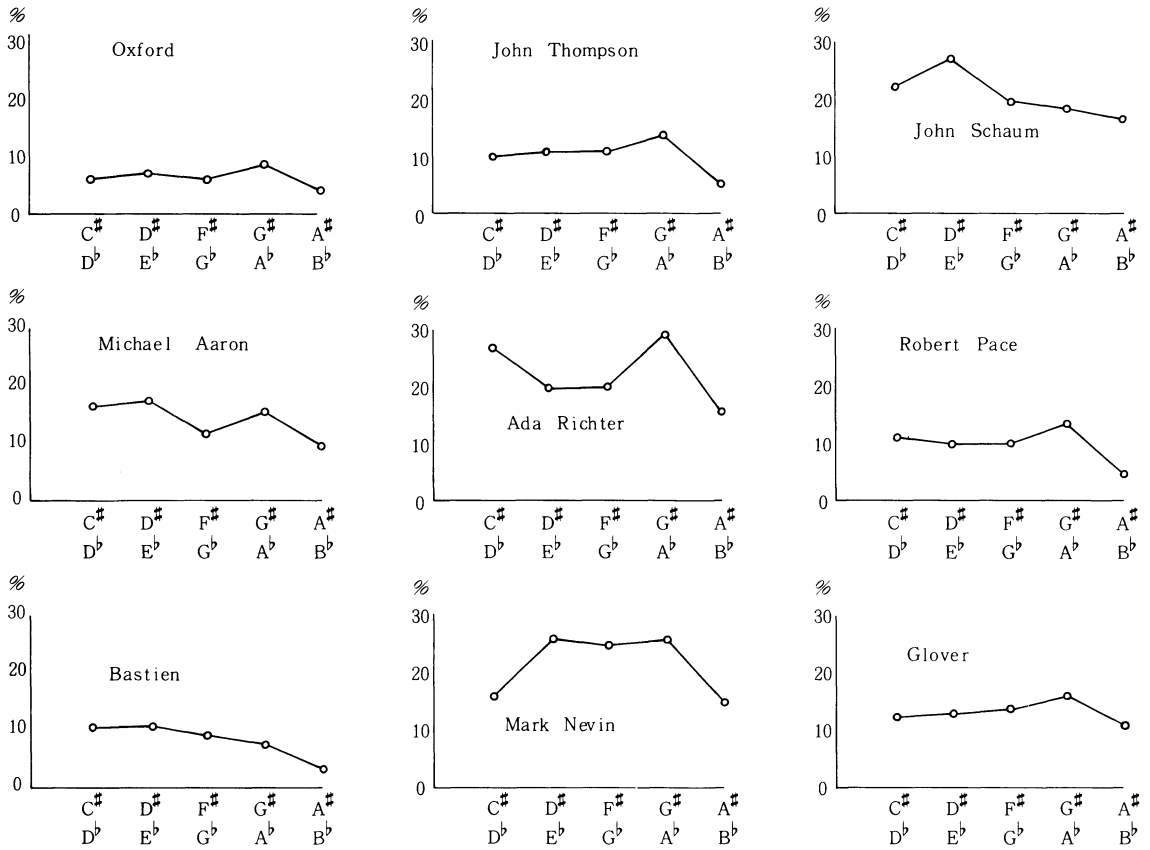 %
30
Oxford
20
10
0
C♯ D♯ F♯ G♯ A♯
D♭ E♭ G♭ A♭ B♭
%
30
John Thompson
20
10
0
C♯ D♯ F♯ G♯ A♯
D♭ E♭ G♭ A♭ B♭
%
30
20
John Schaum
10
0
C♯ D♯ F♯ G♯ A♯
D♭ E♭ G♭ A♭ B♭
%
30
Michael Aaron
20
10
0
C♯ D♯ F♯ G♯ A♯
D♭ E♭ G♭ A♭ B♭
%
30
20
Ada Richter
10
0
C♯ D♯ F♯ G♯ A♯
D♭ E♭ G♭ A♭ B♭
%
30
Robert Pace
20
10
0
C♯ D♯ F♯ G♯ A♯
D♭ E♭ G♭ A♭ B♭
%
30
20
Bastien
10
0
C♯ D♯ F♯ G♯ A♯
D♭ E♭ G♭ A♭ B♭
%
30
20
10
Mark Nevin
0
C♯ D♯ F♯ G♯ A♯
D♭ E♭ G♭ A♭ B♭
%
30
Glover
20
10
0
C♯ D♯ F♯ G♯ A♯
D♭ E♭ G♭ A♭ B♭